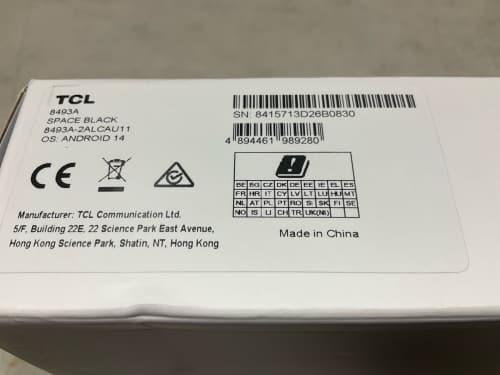 TCL
8493A
SPACE BLACK
8493A-2ALCAU11
OS: ANDROID 14
SN: 8415713D26B0830
4 894461 989280
CE
BE BG CZ DK DE EE IE EL ES
FR HR IT CY LV LT LU HU MT
NL AT PL PT RO SI SK FI SE
NO IS LI CH TR UK(NI)
Manufacturer: TCL Communication Ltd.
5/F, Building 22E, 22 Science Park East Avenue,
Hong Kong Science Park, Shatin, NT, Hong Kong
Made in China